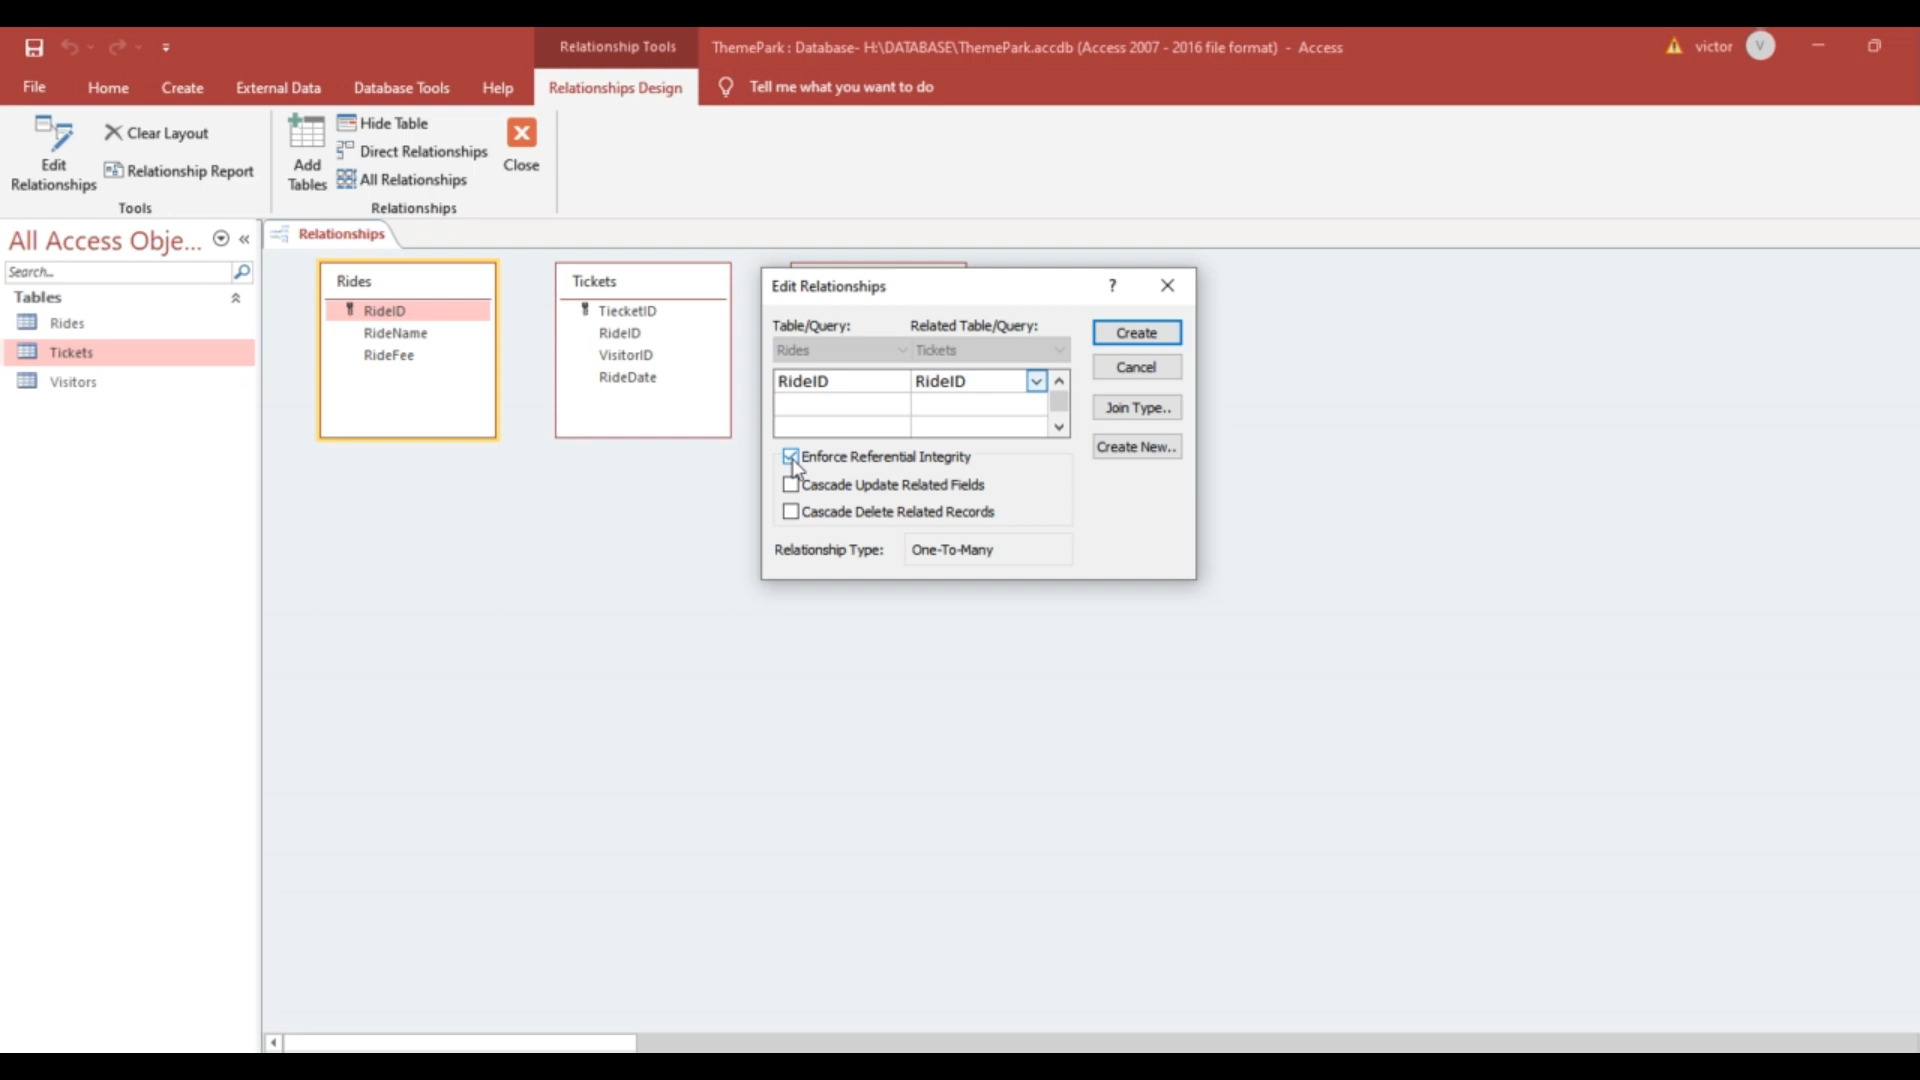 Relationship Tools
ThemePark : Database- H:\DATABASE\ThemePark.accdb (Access 2007 - 2016 file format) - Access
victor
V
File
Home
Create
External Data
Database Tools
Help
Relationships Design
Tell me what you want to do
Edit
Relationships
Clear Layout
Relationship Report
Tools
Add
Tables
Hide Table
Direct Relationships
All Relationships
Close
Relationships
All Access Obje...
Search...
Tables
Rides
Tickets
Visitors
Relationships
Rides
RideID
RideName
RideFee
Tickets
TiecketID
RideID
VisitorID
RideDate
Edit Relationships
?
Table/Query:
Related Table/Query:
Rides
Tickets
RideID
RideID
Enforce Referential Integrity
Cascade Update Related Fields
Cascade Delete Related Records
Relationship Type:
One-To-Many
Create
Cancel
Join Type..
Create New..